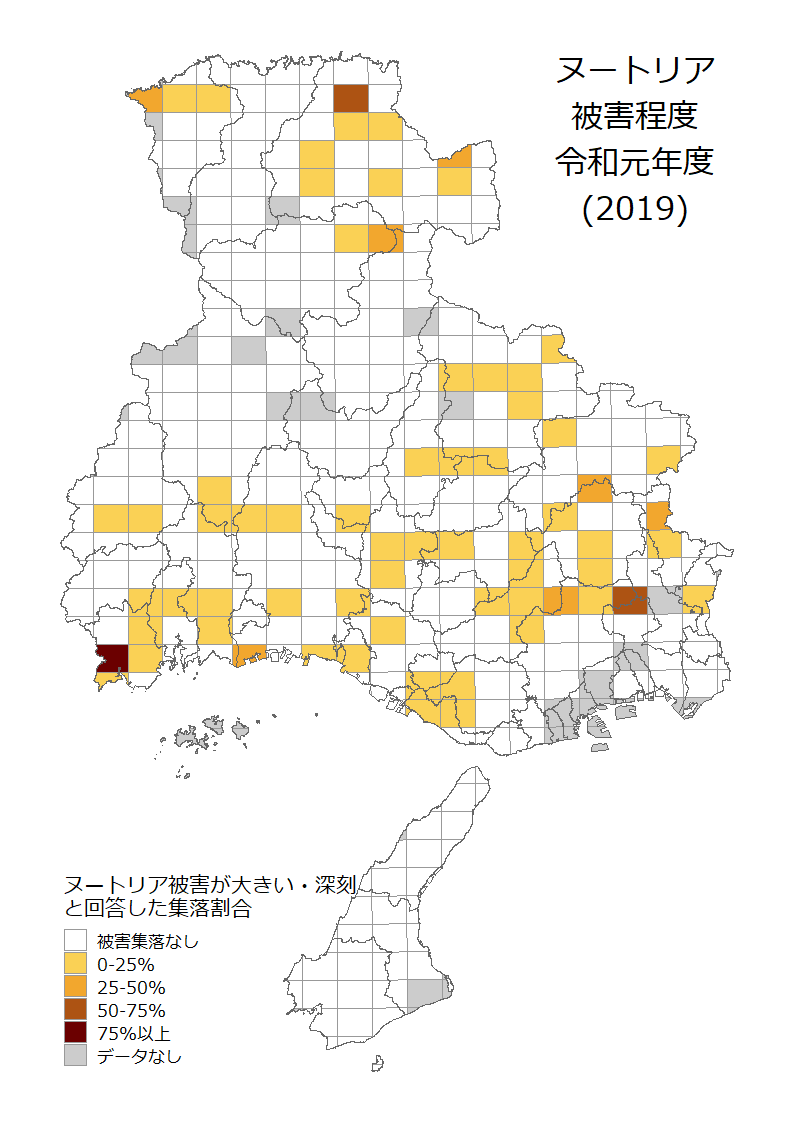 ヌートリア
被害程度
令和元年度
(2019)
ヌートリア被害が大きい・深刻
と回答した集落割合
被害集落なし
0-25%
25-50%
50-75%
75%以上
データなし